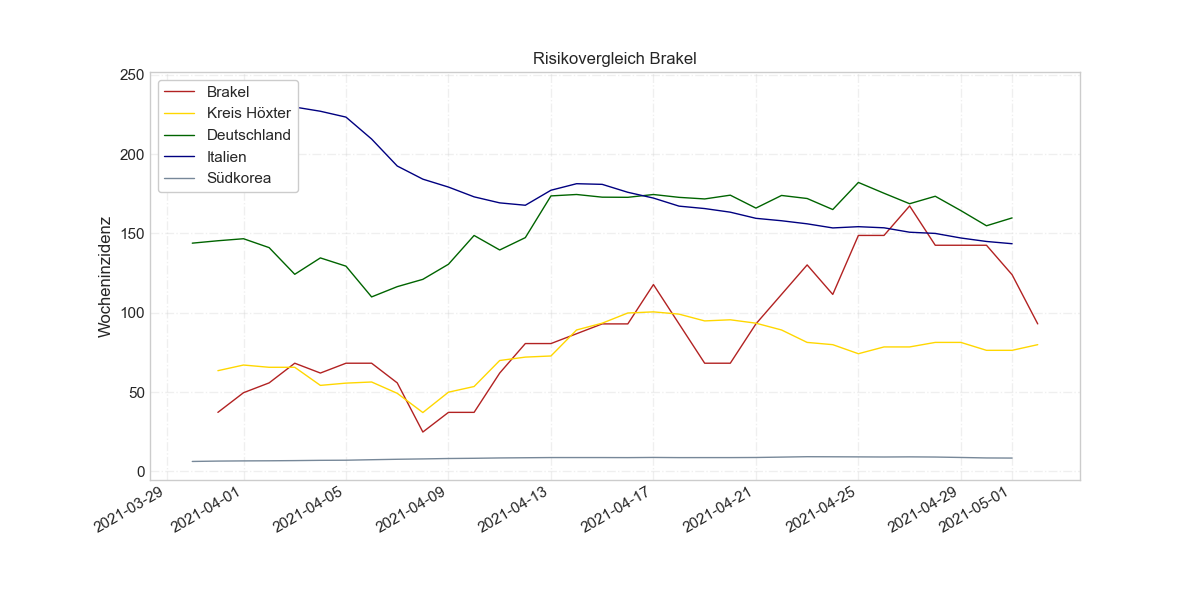 Risikovergleich Brakel
Wocheninzidenz
250
200
150
100
50
0
Brakel
Kreis Höxter
Deutschland
Italien
Südkorea
2021-03-29
2021-04-01
2021-04-05
2021-04-09
2021-04-13
2021-04-17
2021-04-21
2021-04-25
2021-04-29
2021-05-01